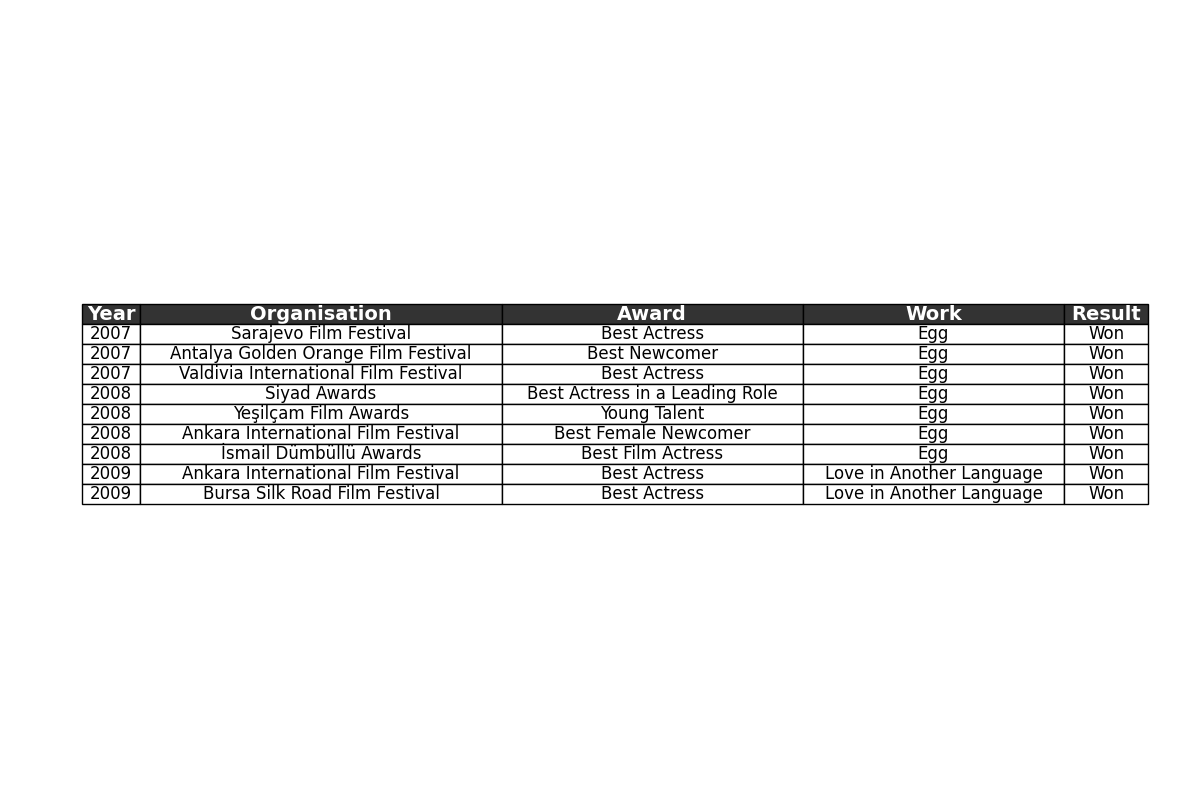 Year Organisation Award Work Result
2007 Sarajevo Film Festival Best Actress Egg Won
2007 Antalya Golden Orange Film Festival Best Newcomer Egg Won
2007 Valdivia International Film Festival Best Actress Egg Won
2008 Siyad Awards Best Actress in a Leading Role Egg Won
2008 Yeşilçam Film Awards Young Talent Egg Won
2008 Ankara International Film Festival Best Female Newcomer Egg Won
2008 İsmail Dümbüllü Awards Best Film Actress Egg Won
2009 Ankara International Film Festival Best Actress Love in Another Language Won
2009 Bursa Silk Road Film Festival Best Actress Love in Another Language Won